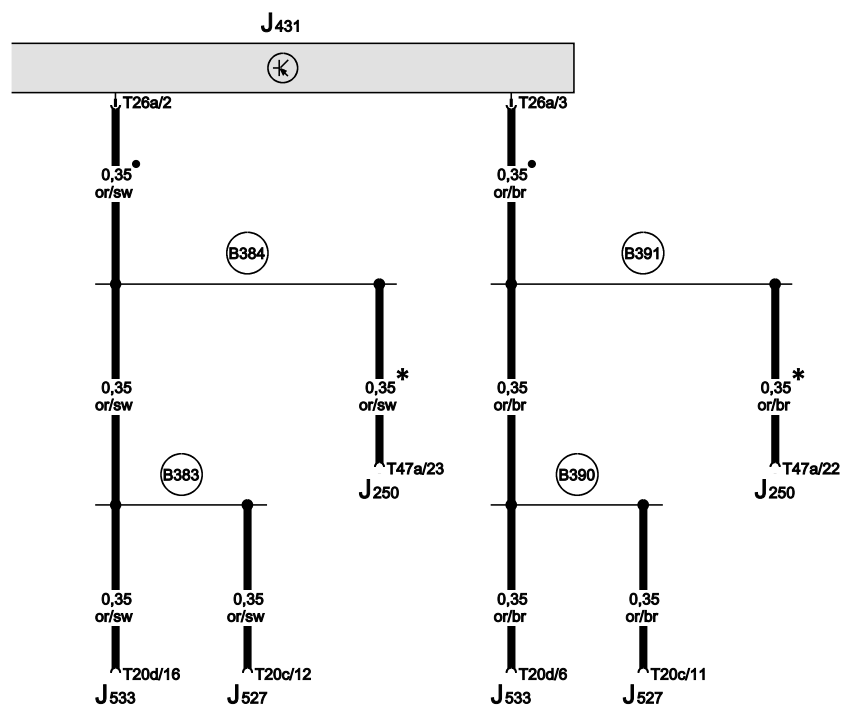 J431
T26a/2
T26a/3
0,35
or/sw
0,35
or/br
B384
B391
0,35
or/sw
0,35 *
or/sw
0,35
or/br
0,35 *
or/br
T47a/23
J250
T47a/22
J250
B383
B390
0,35
or/sw
0,35
or/sw
0,35
or/br
0,35
or/br
T20d/16
J533
T20c/12
J527
T20d/6
J533
T20c/11
J527